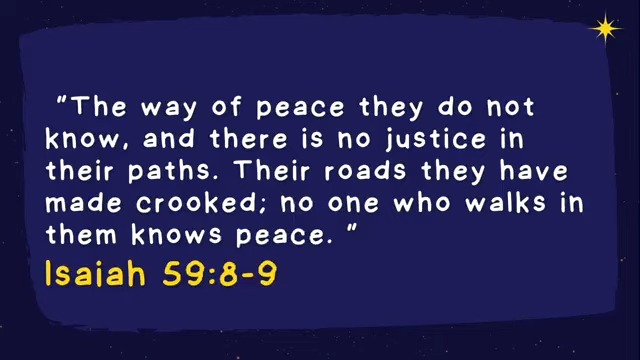 "The way of peace they do not
know, and there is no justice in
their paths. Their roads they have
made crooked; no one who walks in
them knows peace. "
Isaiah 59:8-9